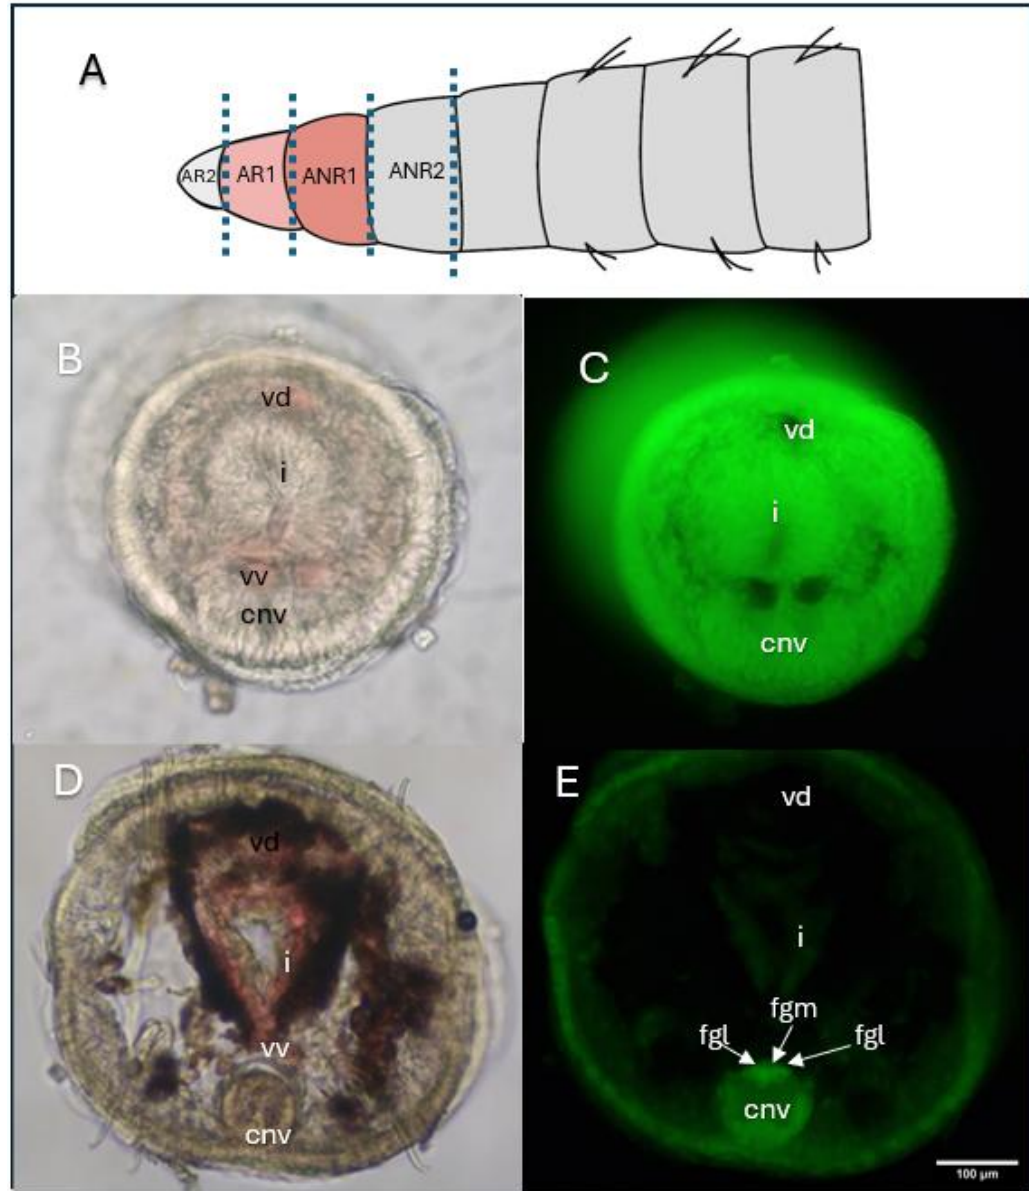 A
AR2 AR1 ANR1 ANR2
B
vd
i
vv
cnv
C
vd
i
cnv
D
vd
i
vv
cnv
E
vd
i
fgm
fgl fgl
cnv
100 µm